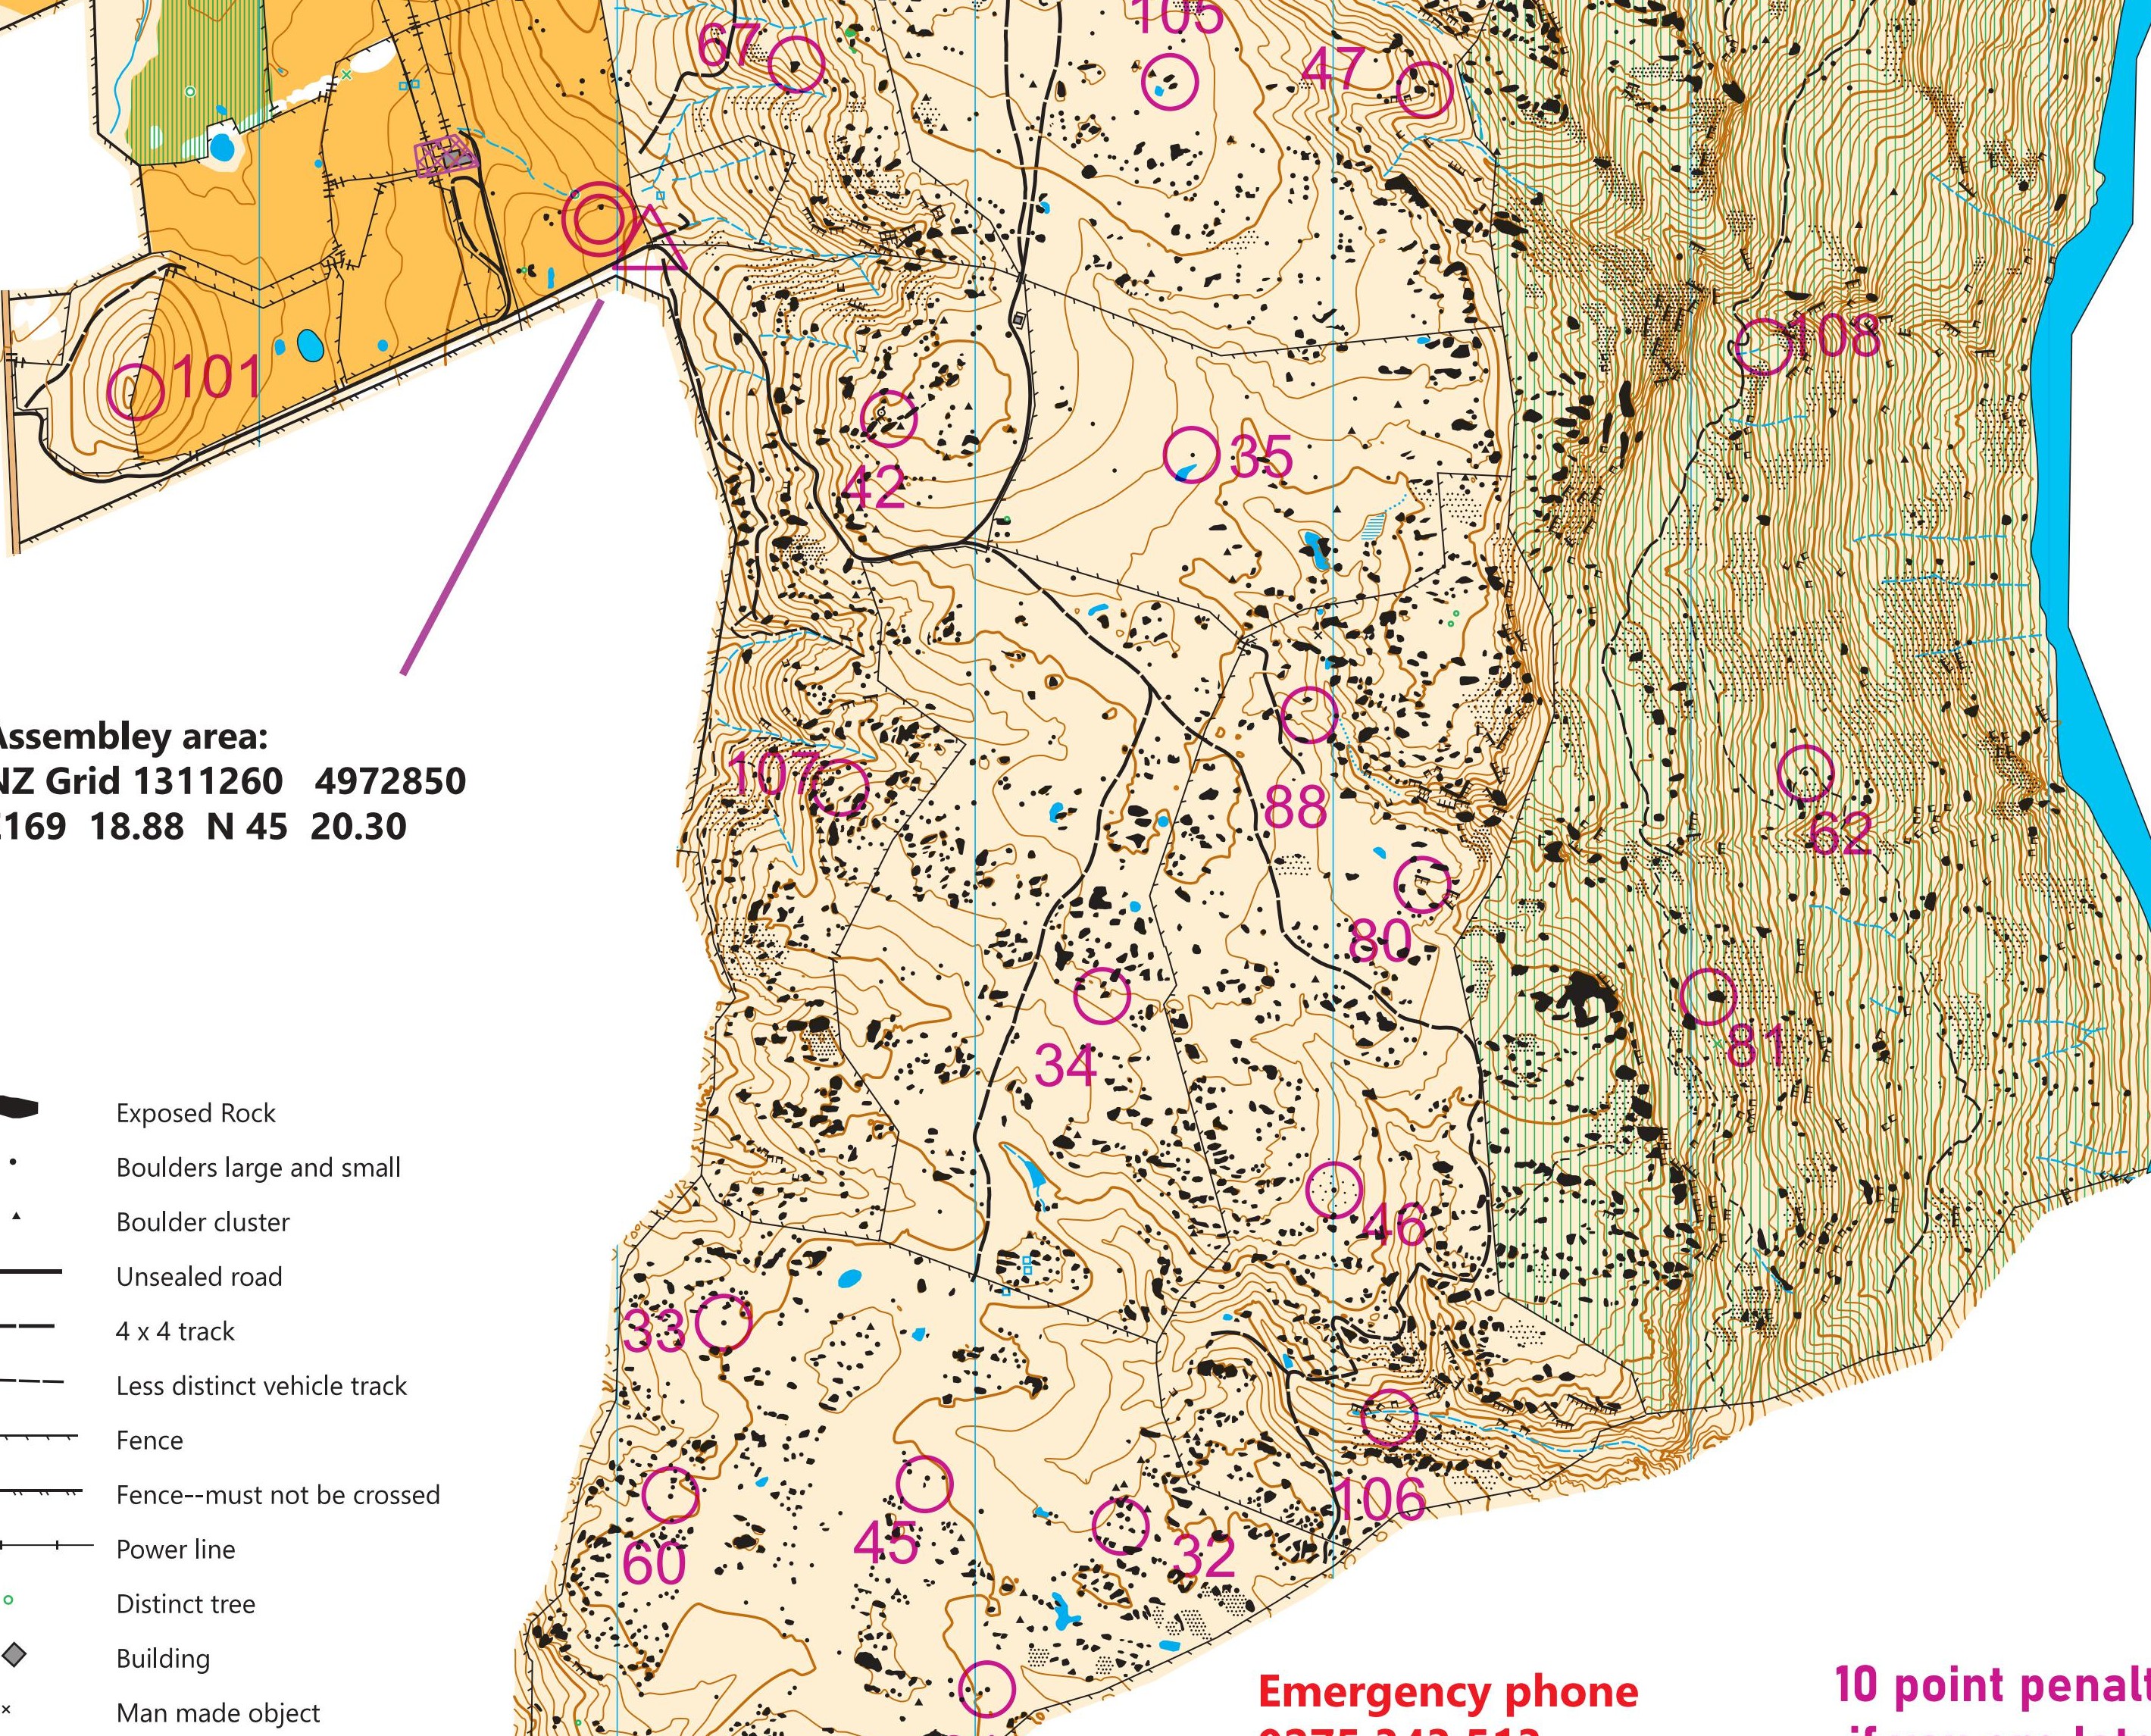 105
67
47
108
101
42
35
Assembley area:
NZ Grid 1311260 4972850
E169 18.88 N 45 20.30
107
88
62
80
81
34
46
33
106
60
45
32
Exposed Rock
Boulders large and small
Boulder cluster
Unsealed road
4 x 4 track
Less distinct vehicle track
Fence
Fence--must not be crossed
Power line
Distinct tree
Building
Man made object
Emergency phone
10 point penalt